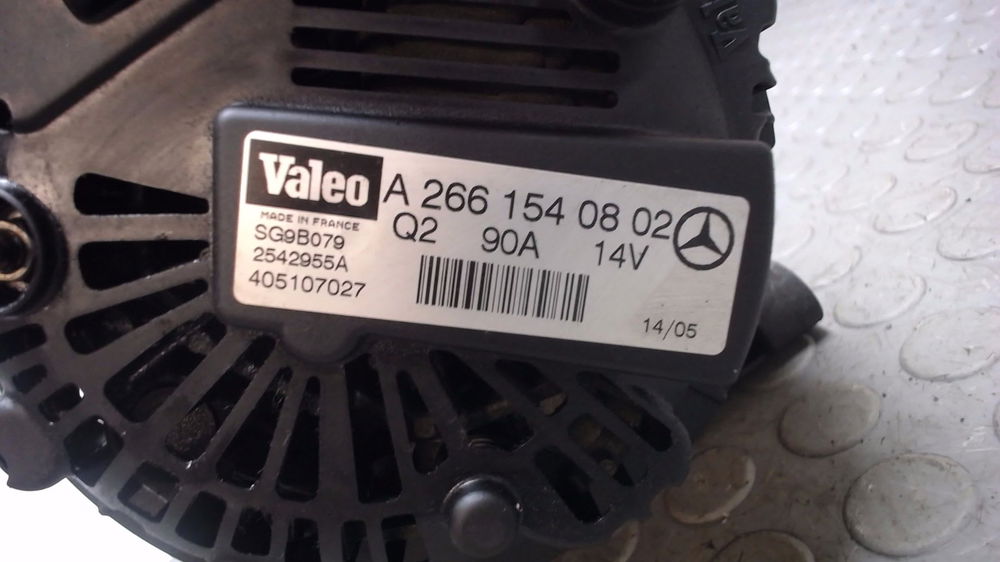 Valeo
A 266 154 08 02
MADE IN FRANCE
Q2 90A 14V
SG9B079
2542955A
405107027
14/05